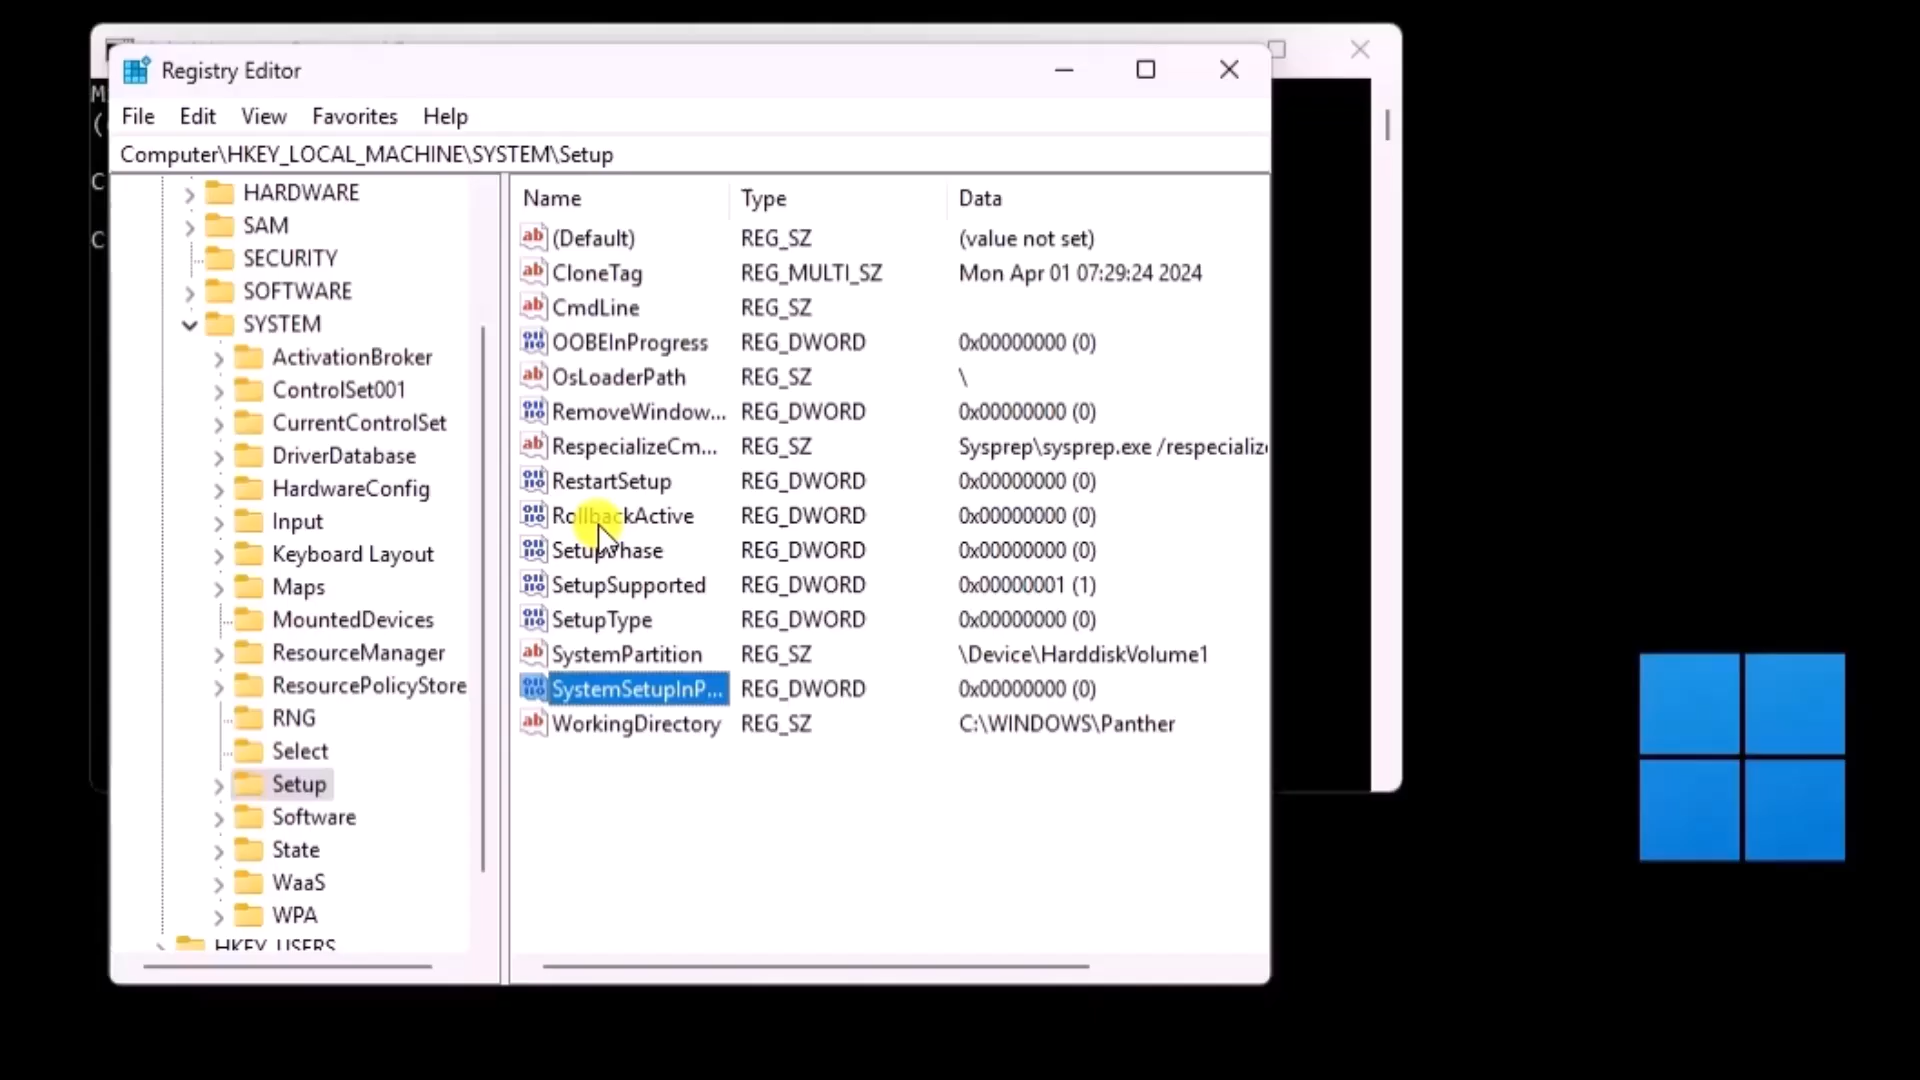 Registry Editor
File Edit View Favorites Help
Computer\HKEY_LOCAL_MACHINE\SYSTEM\Setup
HARDWARE
SAM
SECURITY
SOFTWARE
SYSTEM
ActivationBroker
ControlSet001
CurrentControlSet
DriverDatabase
HardwareConfig
Input
Keyboard Layout
Maps
MountedDevices
ResourceManager
ResourcePolicyStore
RNG
Select
Setup
Software
State
WaaS
WPA
HKEY_USERS
Name Type Data
(Default) REG_SZ (value not set)
CloneTag REG_MULTI_SZ Mon Apr 01 07:29:24 2024
CmdLine REG_SZ
OOBEInProgress REG_DWORD 0x00000000 (0)
OsLoaderPath REG_SZ \
RemoveWindow... REG_DWORD 0x00000000 (0)
RespecializeCm... REG_SZ Sysprep\sysprep.exe /respecialize
RestartSetup REG_DWORD 0x00000000 (0)
RollbackActive REG_DWORD 0x00000000 (0)
SetupPhase REG_DWORD 0x00000000 (0)
SetupSupported REG_DWORD 0x00000001 (1)
SetupType REG_DWORD 0x00000000 (0)
SystemPartition REG_SZ \Device\HarddiskVolume1
SystemSetupInP... REG_DWORD 0x00000000 (0)
WorkingDirectory REG_SZ C:\WINDOWS\Panther